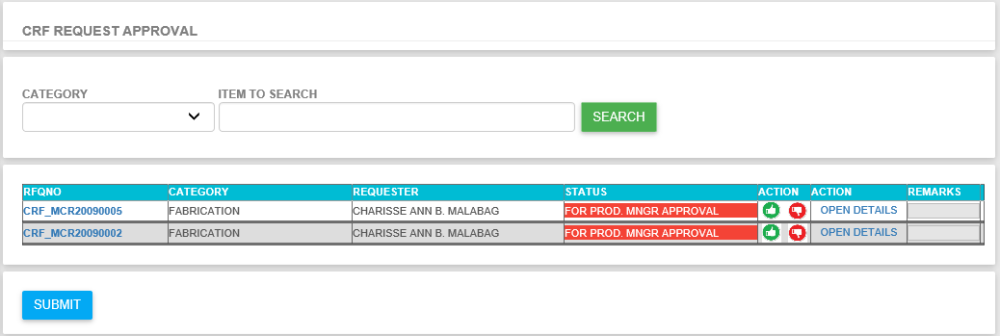 CRF REQUEST APPROVAL
CATEGORY ITEM TO SEARCH
SEARCH
RFQNO CATEGORY REQUESTER STATUS ACTION ACTION REMARKS
CRF_MCR20090005 FABRICATION CHARISSE ANN B. MALABAG FOR PROD. MNGR APPROVAL OPEN DETAILS
CRF_MCR20090002 FABRICATION CHARISSE ANN B. MALABAG FOR PROD. MNGR APPROVAL OPEN DETAILS
SUBMIT